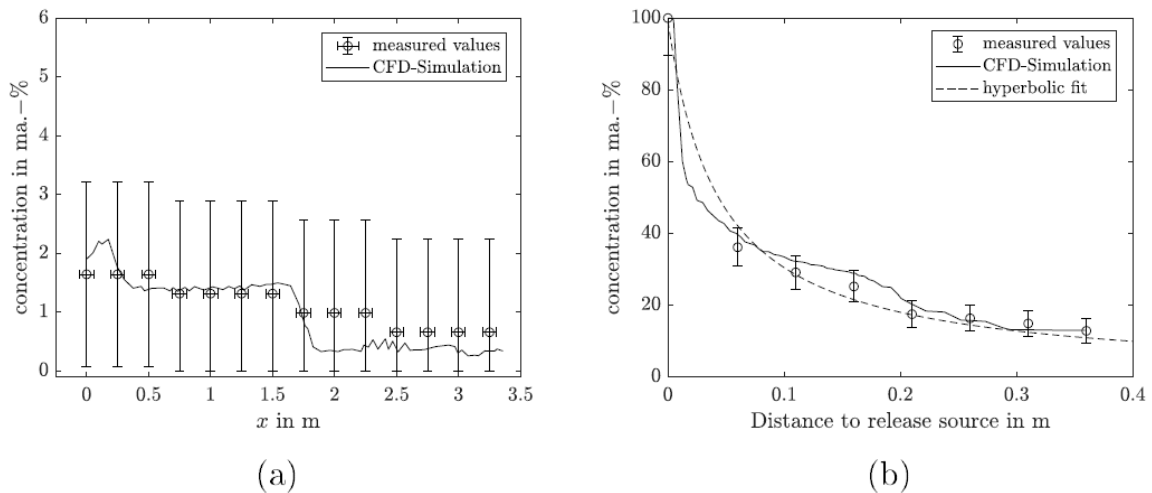 6
5
4
3
2
1
0
concentration in ma.−%
measured values
CFD-Simulation
0 0.5 1 1.5 2 2.5 3 3.5
x in m
(a)
100
80
60
40
20
0
concentration in ma.−%
measured values
CFD-Simulation
hyperbolic fit
0 0.1 0.2 0.3 0.4
Distance to release source in m
(b)